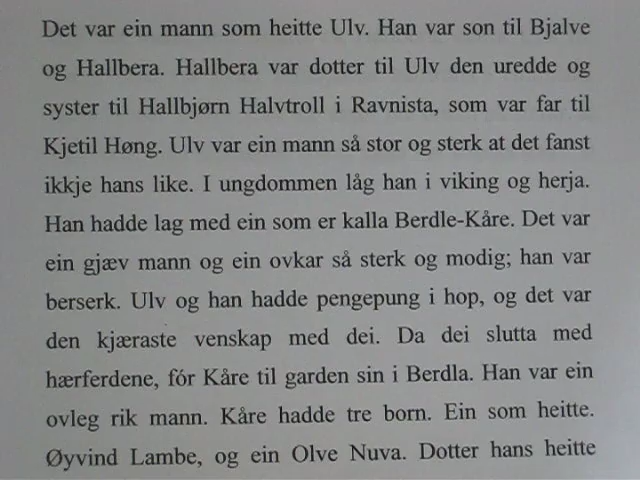 Det var ein mann som heitte Ulv. Han var son til Bjalve
og Hallbera. Hallbera var dotter til Ulv den uredde og
syster til Hallbjørn Halvtroll i Ravnista, som var far til
Kjetil Høng. Ulv var ein mann så stor og sterk at det fanst
ikkje hans like. I ungdommen låg han i viking og herja.
Han hadde lag med ein som er kalla Berdle-Kåre. Det var
ein gjæv mann og ein ovkar så sterk og modig; han var
berserk. Ulv og han hadde pengepung i hop, og det var
den kjæraste venskap med dei. Da dei slutta med
hærferdene, fór Kåre til garden sin i Berdla. Han var ein
ovleg rik mann. Kåre hadde tre born. Ein som heitte.
Øyvind Lambe, og ein Olve Nuva. Dotter hans heitte